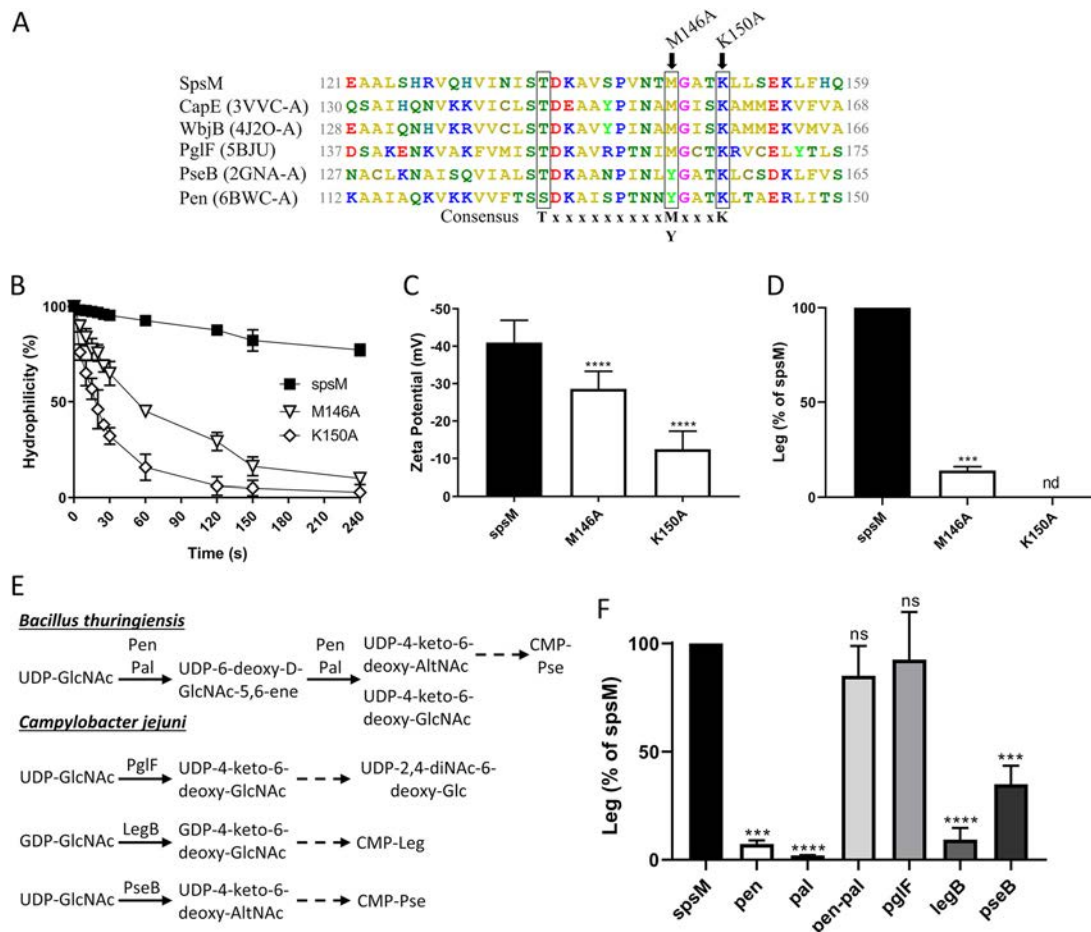 A
M146A
K150A
SpsM 121 EAALSHRVQHVINISTDKAVSPVNTMGATKLLSEKLFHQ 159
CapE (3VVC-A) 130 QSAIHQNVKKVICLSTDEAAYPINAMGISKAMMEKVFVA 168
WbjB (4J2O-A) 128 EAAIQNHVKRVVCLSTDKAVYPINAMGISKAMMEKVMVA 166
PglF (5BJU) 137 DSAKENKVAKFVMISTDKAVRPTNIMGCTKRVCELYTLS 175
PseB (2GNA-A) 127 NACLKNAISQVIALSTDKAANPINLYGATKLCSDKLFVS 165
Pen (6BWC-A) 112 KAAIAQKVKKVVFTSSDKAISPTNNYGATKLTAERLITS 150
Consensus T x x x x x x x x x M x x x K
Y
B
Hydrophilicity (%)
100
50
0
0 30 60 90 120 150 180 210 240
Time (s)
spsM
M146A
K150A
C
Zeta Potential (mV)
-50
-40
-30
-20
-10
0
****
****
spsM
M146A
K150A
D
Leg (% of spsM)
100
50
0
***
nd
spsM
M146A
K150A
E
Bacillus thuringiensis
UDP-GlcNAc
Pen
Pal
UDP-6-deoxy-D-
GlcNAc-5,6-ene
Pen
Pal
UDP-4-keto-6-
deoxy-AltNAc
UDP-4-keto-6-
deoxy-GlcNAc
CMP-
Pse
Campylobacter jejuni
UDP-GlcNAc
PglF
UDP-4-keto-6-
deoxy-GlcNAc
UDP-2,4-diNAc-6-
deoxy-Glc
GDP-GlcNAc
LegB
GDP-4-keto-6-
deoxy-GlcNAc
CMP-Leg
UDP-GlcNAc
PseB
UDP-4-keto-6-
deoxy-AltNAc
CMP-Pse
F
Leg (% of spsM)
100
50
0
***
****
ns
ns
****
***
spsM
pen
pal
pen-pal
pglF
legB
pseB